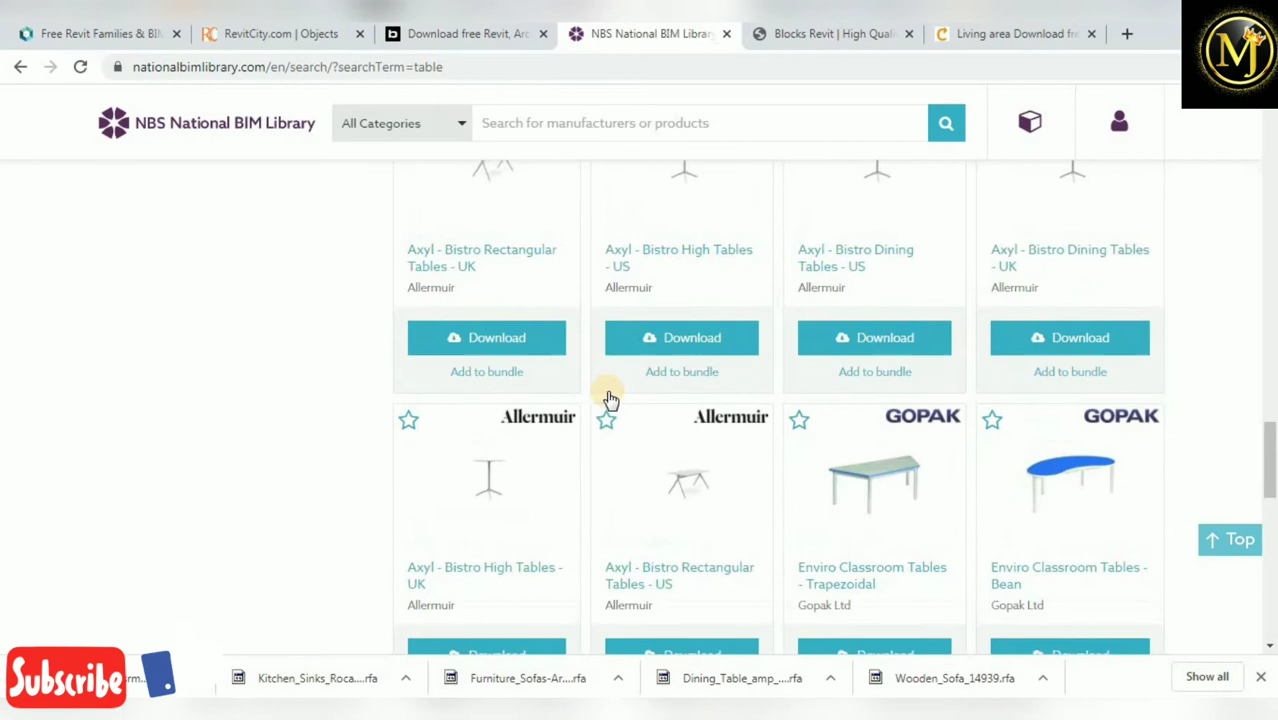 Free Revit Families & BIM
RevitCity.com | Objects
Download free Revit, Arc
NBS National BIM Library
Blocks Revit | High Quali
Living area Download fre
MJ
nationalbimlibrary.com/en/search/?searchTerm=table
NBS National BIM Library
All Categories
Search for manufacturers or products
Axyl - Bistro Rectangular
Tables - UK
Allermuir
Axyl - Bistro High Tables
- US
Allermuir
Axyl - Bistro Dining
Tables - US
Allermuir
Axyl - Bistro Dining Tables
- UK
Allermuir
Download
Download
Download
Download
Add to bundle
Add to bundle
Add to bundle
Add to bundle
Allermuir
Allermuir
GOPAK
GOPAK
Top
Axyl - Bistro High Tables -
UK
Allermuir
Axyl - Bistro Rectangular
Tables - US
Allermuir
Enviro Classroom Tables
- Trapezoidal
Gopak Ltd
Enviro Classroom Tables -
Bean
Gopak Ltd
Subscribe
Kitchen_Sinks_Roca....rfa
Furniture_Sofas-Ar....rfa
Dining_Table_amp_....rfa
Wooden_Sofa_14939.rfa
Show all